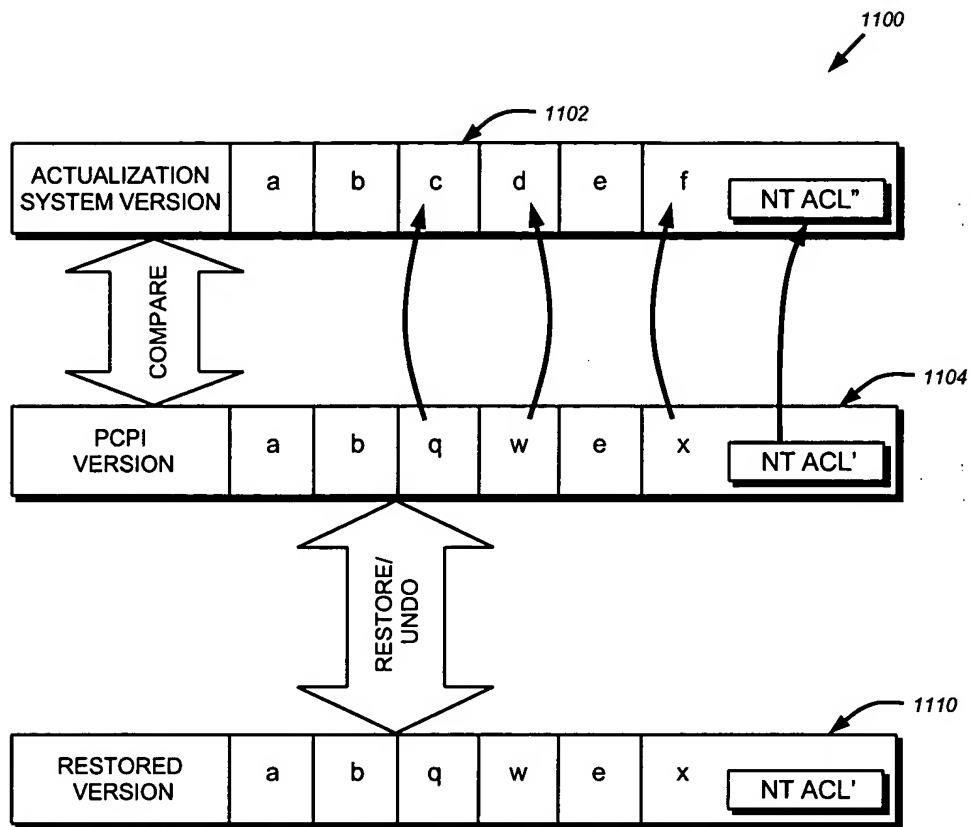 1100
1102
ACTUALIZATION
SYSTEM VERSION
a b c d e f
NT ACL"
COMPARE
1104
PCPI
VERSION
a b q w e x
NT ACL'
RESTORE/
UNDO
1110
RESTORED
VERSION
a b q w e x
NT ACL'